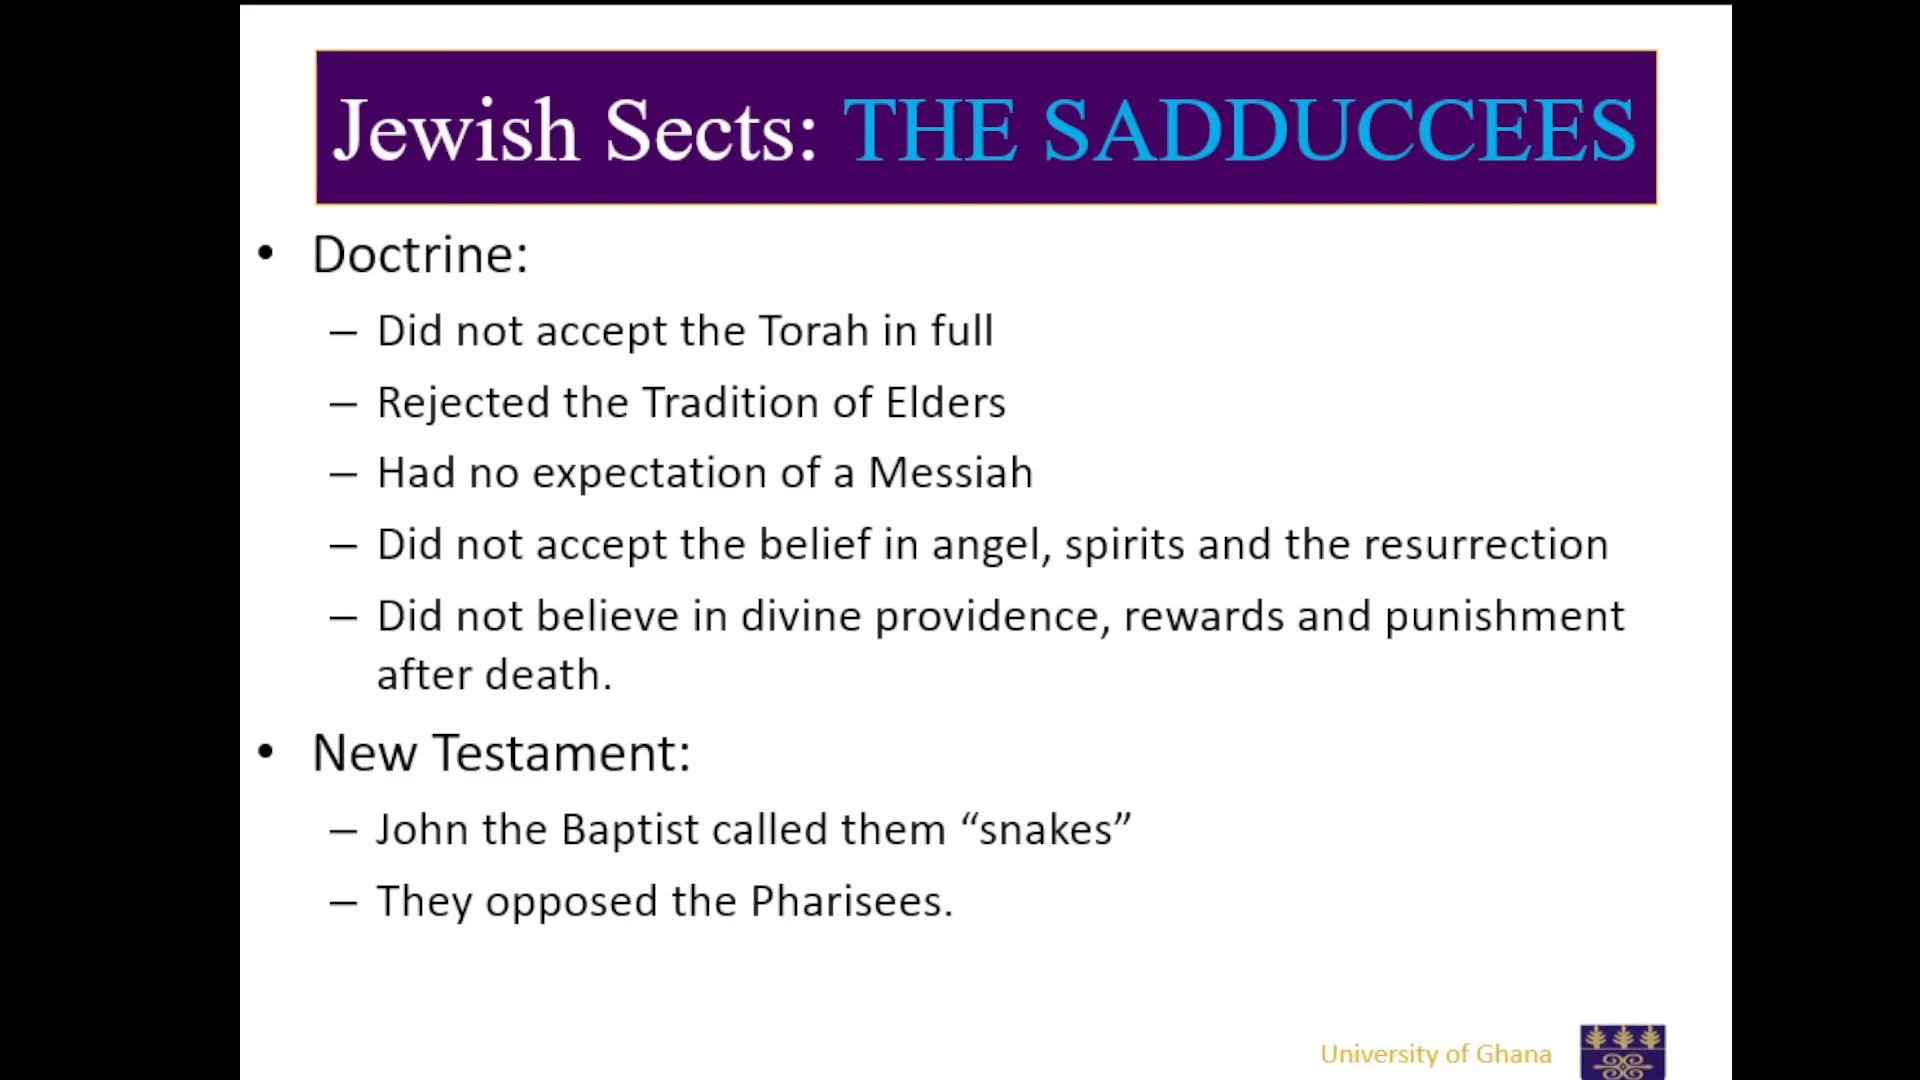 Jewish Sects: THE SADDUCCEES
• Doctrine:
– Did not accept the Torah in full
– Rejected the Tradition of Elders
– Had no expectation of a Messiah
– Did not accept the belief in angel, spirits and the resurrection
– Did not believe in divine providence, rewards and punishment
after death.
• New Testament:
– John the Baptist called them “snakes”
– They opposed the Pharisees.
University of Ghana